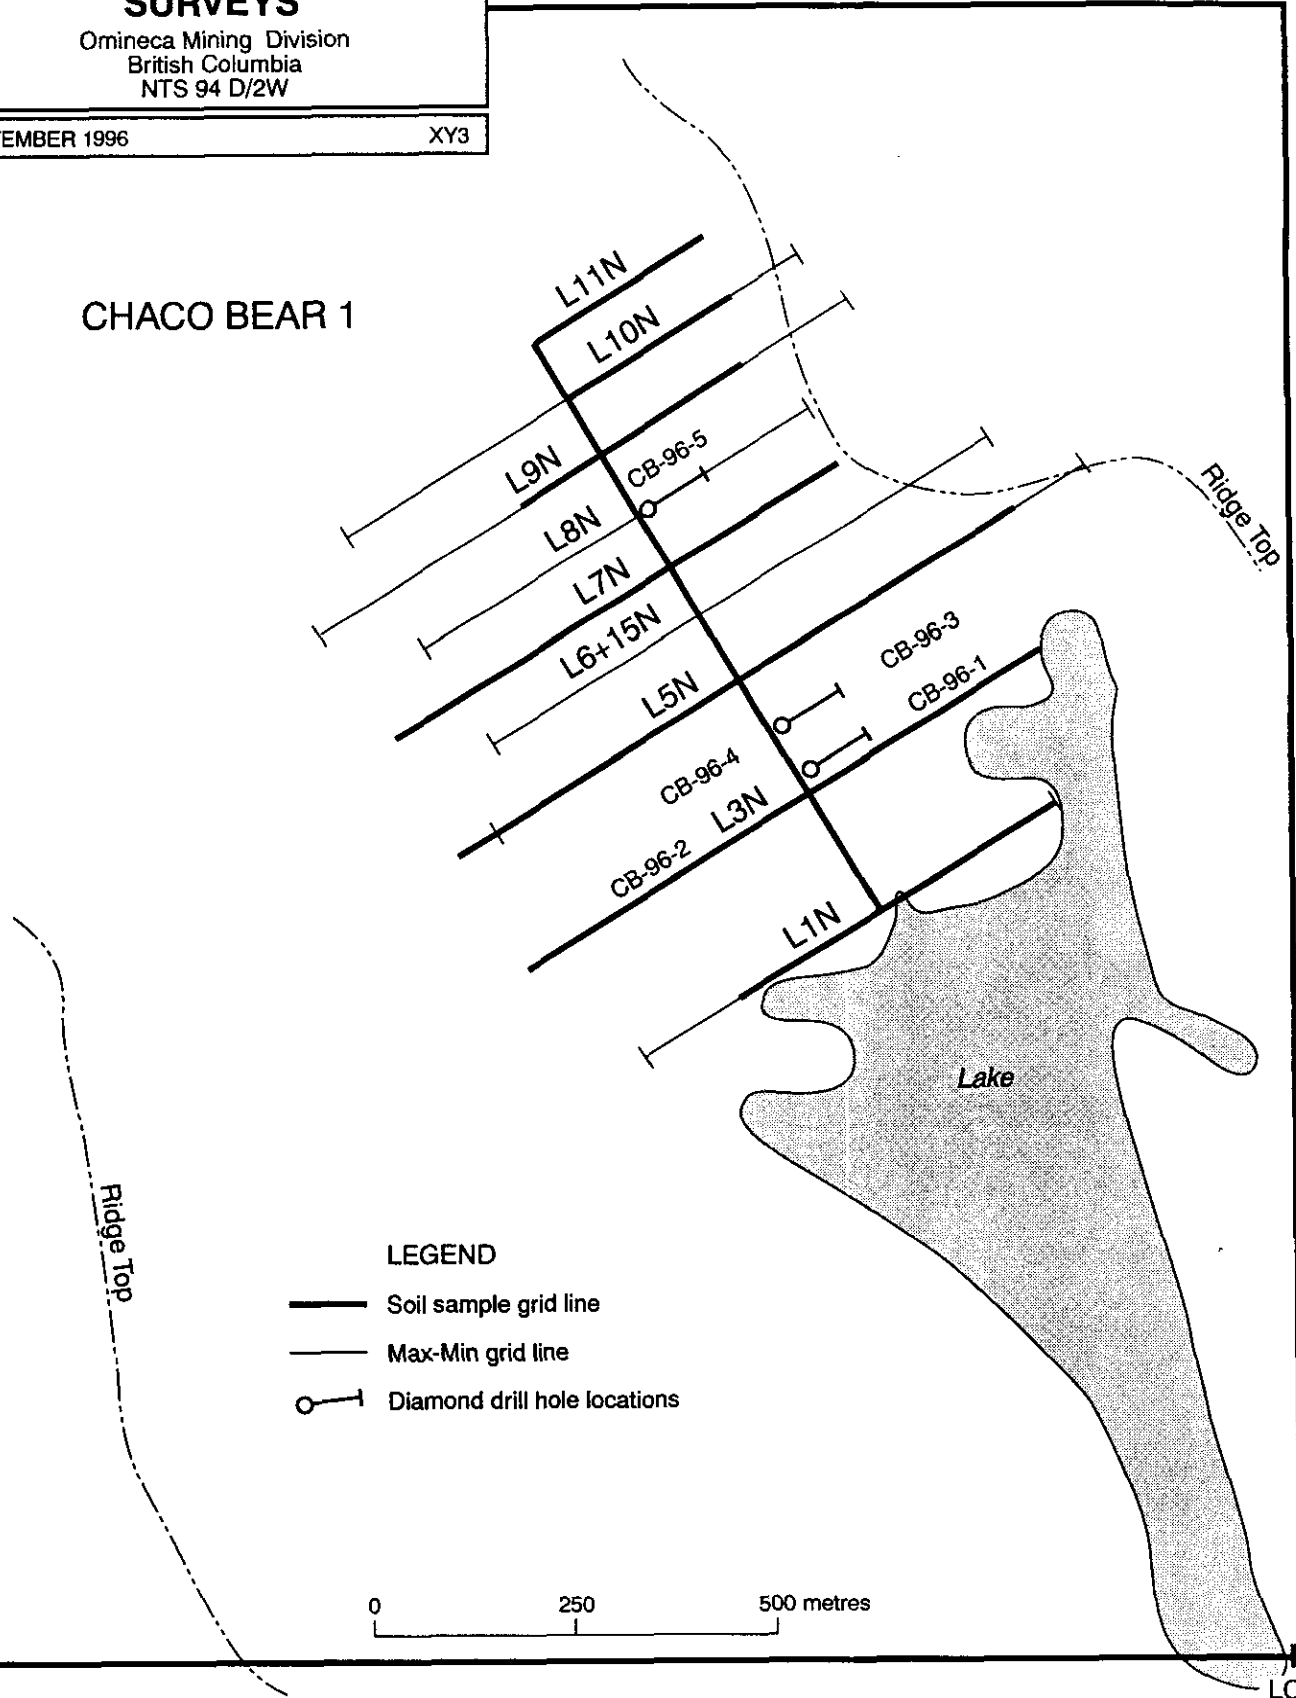 SURVEYS
Omineca Mining Division
British Columbia
NTS 94 D/2W
EMBER 1996
XY3
CHACO BEAR 1
L11N
L10N
L9N
CB-96-5
L8N
L7N
L6+15N
L5N
CB-96-3
CB-96-1
CB-96-4
L3N
CB-96-2
L1N
Ridge Top
Lake
Ridge Top
LEGEND
Soil sample grid line
Max-Min grid line
Diamond drill hole locations
0 250 500 metres